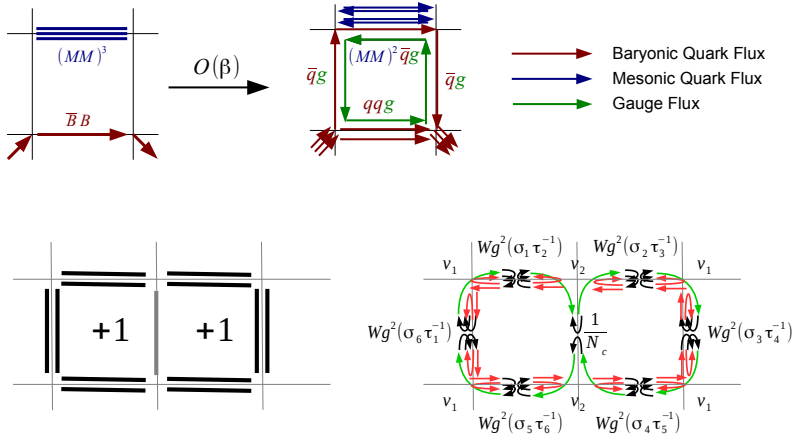 (MM)³
O(β)
B̅B
(MM)² q̅g
q̅g
q̅g
qqg
Baryonic Quark Flux
Mesonic Quark Flux
Gauge Flux
+1
+1
Wg²(σ₁τ₂⁻¹)
Wg²(σ₂τ₃⁻¹)
v₁
v₂
v₁
Wg²(σ₆τ₁⁻¹)
1/N_c
Wg²(σ₃τ₄⁻¹)
v₁
v₂
v₁
Wg²(σ₅τ₆⁻¹)
Wg²(σ₄τ₅⁻¹)